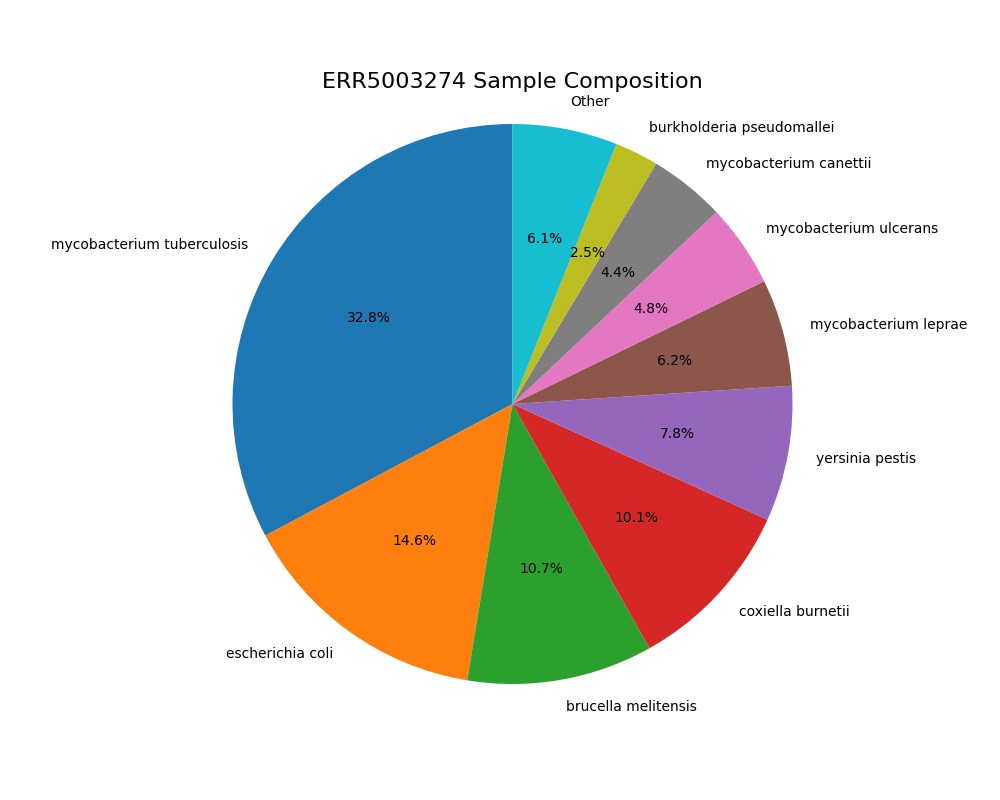 ERR5003274 Sample Composition
Other
burkholderia pseudomallei
mycobacterium canettii
mycobacterium ulcerans
mycobacterium tuberculosis
6.1%
2.5%
4.4%
4.8%
32.8%
mycobacterium leprae
6.2%
7.8%
yersinia pestis
10.1%
14.6%
10.7%
coxiella burnetii
escherichia coli
brucella melitensis